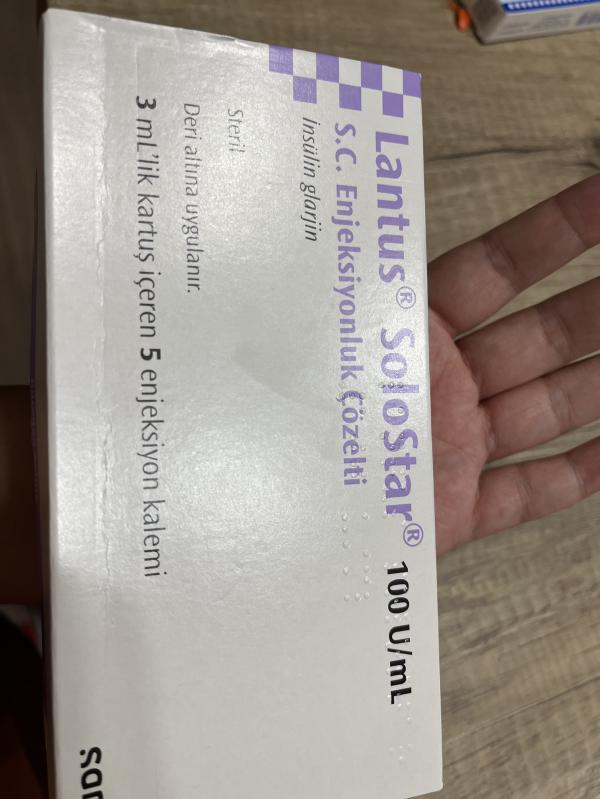 Lantus® SoloStar® 100 U/mL
S.C. Enjeksiyonluk Çözelti
insülin glarjin
Steril
Deri altına uygulanır.
3 mL'lik kartuş içeren 5 enjeksiyon kalemi